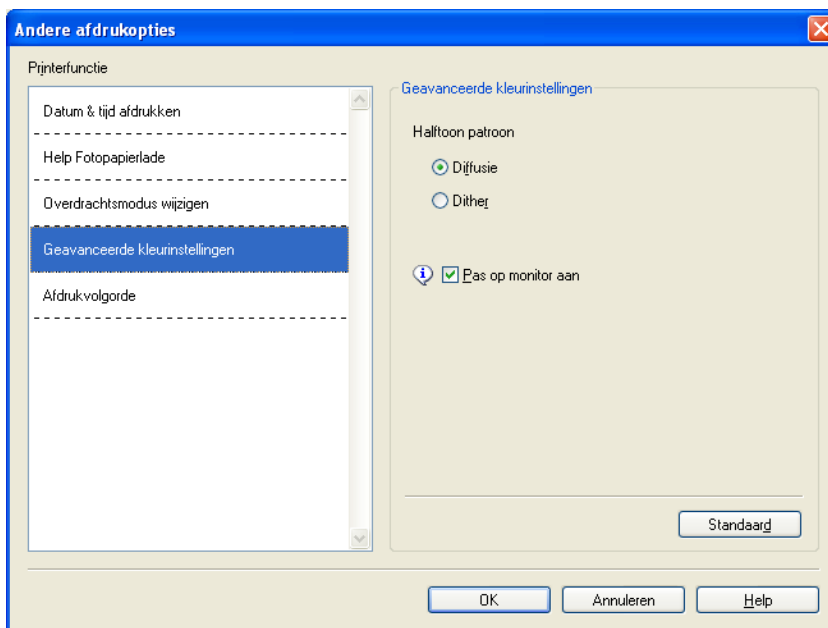 Andere afdrukopties
Printerfunctie
Datum & tijd afdrukken
Help Fotopapierlade
Overdrachtsmodus wijzigen
Geavanceerde kleurinstellingen
Afdrukvolgorde
Geavanceerde kleurinstellingen
Halftoon patroon
Diffusie
Dither
Pas op monitor aan
Standaard
OK
Annuleren
Help